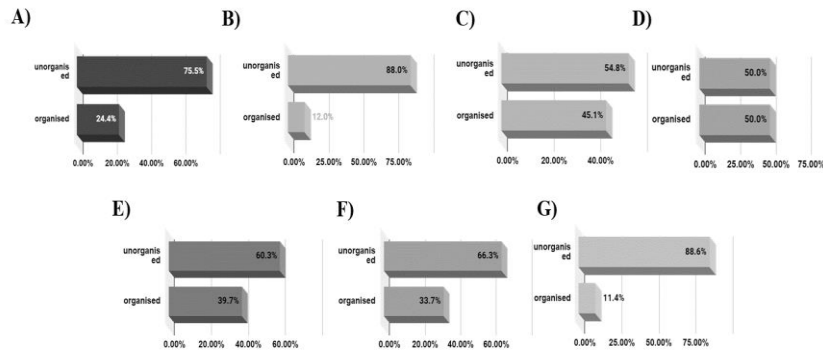 A)
B)
C)
D)
unorganis
ed
75.5%
organised
24.4%
0.00% 20.00% 40.00% 60.00%
unorganis
ed
88.0%
organised
12.0%
0.00% 25.00% 50.00% 75.00%
unorganis
ed
54.8%
organised
45.1%
0.00% 20.00% 40.00%
unorganis
ed
50.0%
organised
50.0%
0.00% 25.00% 50.00% 75.00%
E)
F)
G)
unorganis
ed
60.3%
organised
39.7%
0.00% 20.00% 40.00% 60.00%
unorganis
ed
66.3%
organised
33.7%
0.00% 20.00% 40.00% 60.00%
unorganis
ed
88.6%
organised
11.4%
0.00% 25.00% 50.00% 75.00%